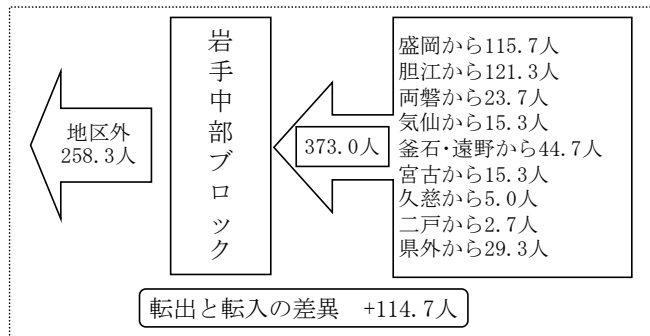 地区外
258.3人
岩手中部ブロック
373.0人
盛岡から115.7人
胆江から121.3人
両磐から23.7人
気仙から15.3人
釜石・遠野から44.7人
宮古から15.3人
久慈から5.0人
二戸から2.7人
県外から29.3人
転出と転入の差異　+114.7人